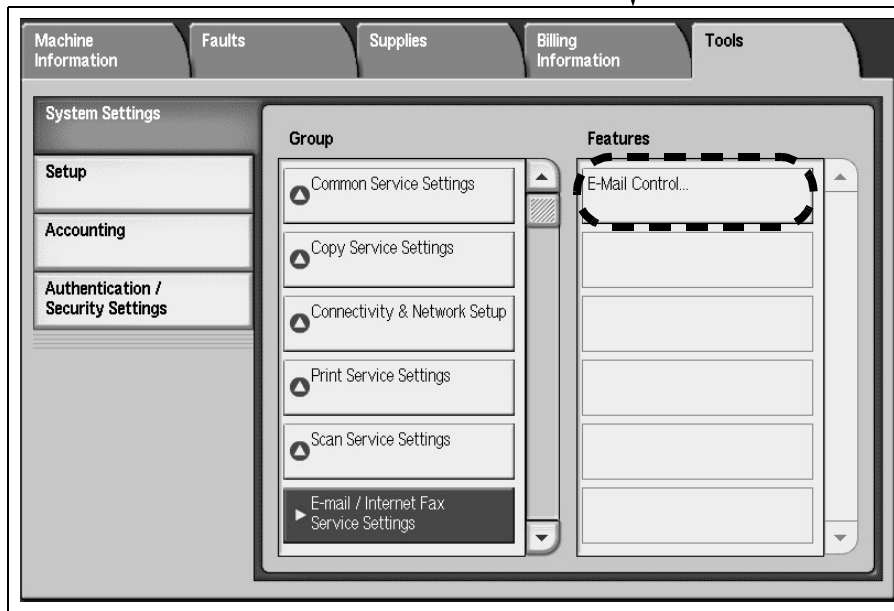 Machine
Information
Faults
Supplies
Billing
Information
Tools
System Settings
Setup
Accounting
Authentication /
Security Settings
Group
Common Service Settings
Copy Service Settings
Connectivity & Network Setup
Print Service Settings
Scan Service Settings
E-mail / Internet Fax
Service Settings
Features
E-Mail Control...